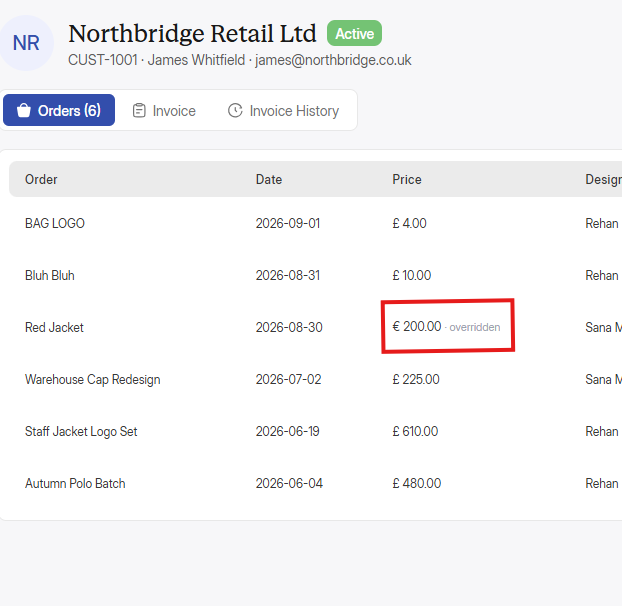 NR
Northbridge Retail Ltd Active
CUST-1001 · James Whitfield · james@northbridge.co.uk
Orders (6) Invoice Invoice History
Order Date Price Design
BAG LOGO 2026-09-01 £ 4.00 Rehan
Bluh Bluh 2026-08-31 £ 10.00 Rehan
Red Jacket 2026-08-30 € 200.00 · overridden Sana M
Warehouse Cap Redesign 2026-07-02 £ 225.00 Sana M
Staff Jacket Logo Set 2026-06-19 £ 610.00 Rehan
Autumn Polo Batch 2026-06-04 £ 480.00 Rehan